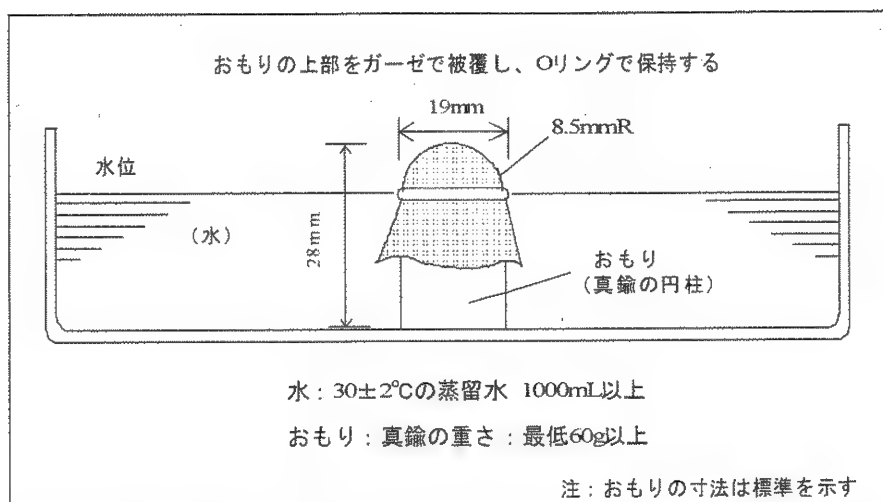 おもりの上部をガーゼで被覆し、Oリングで保持する
19mm
8.5mmR
水位
(水)
28mm
おもり
(真鍮の円柱)
水:30±2℃の蒸留水 1000mL以上
おもり:真鍮の重さ:最低60g以上
注:おもりの寸法は標準を示す